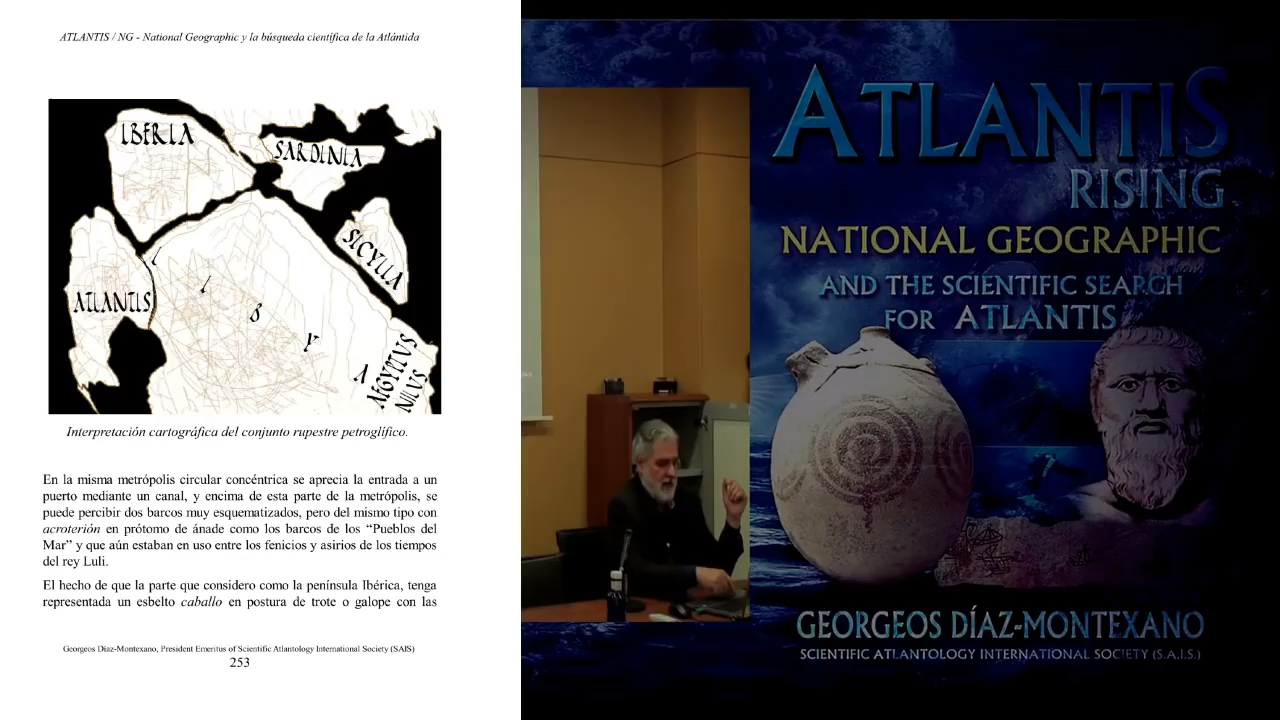 ATLANTIS / NG - National Geographic y la búsqueda científica de la Atlántida
IBERIA
SARDINIA
SICYLIA
ATLANTIS
L I B Y A
AEGYPTUS
NILUS
Interpretación cartográfica del conjunto rupestre petroglífico.
En la misma metrópolis circular concéntrica se aprecia la entrada a un
puerto mediante un canal, y encima de esta parte de la metrópolis, se
puede percibir dos barcos muy esquematizados, pero del mismo tipo con
acroterión en prótomo de ánade como los barcos de los “Pueblos del
Mar” y que aún estaban en uso entre los fenicios y asirios de los tiempos
del rey Luli.
El hecho de que la parte que considero como la península Ibérica, tenga
representada un esbelto caballo en postura de trote o galope con las
Georgeos Díaz-Montexano, President Emeritus of Scientific Atlantology International Society (SAIS)
253
ATLANTIS
RISING
NATIONAL GEOGRAPHIC
AND THE SCIENTIFIC SEARCH
FOR ATLANTIS
GEORGEOS DÍAZ-MONTEXANO
SCIENTIFIC ATLANTOLOGY INTERNATIONAL SOCIETY (S.A.I.S.)